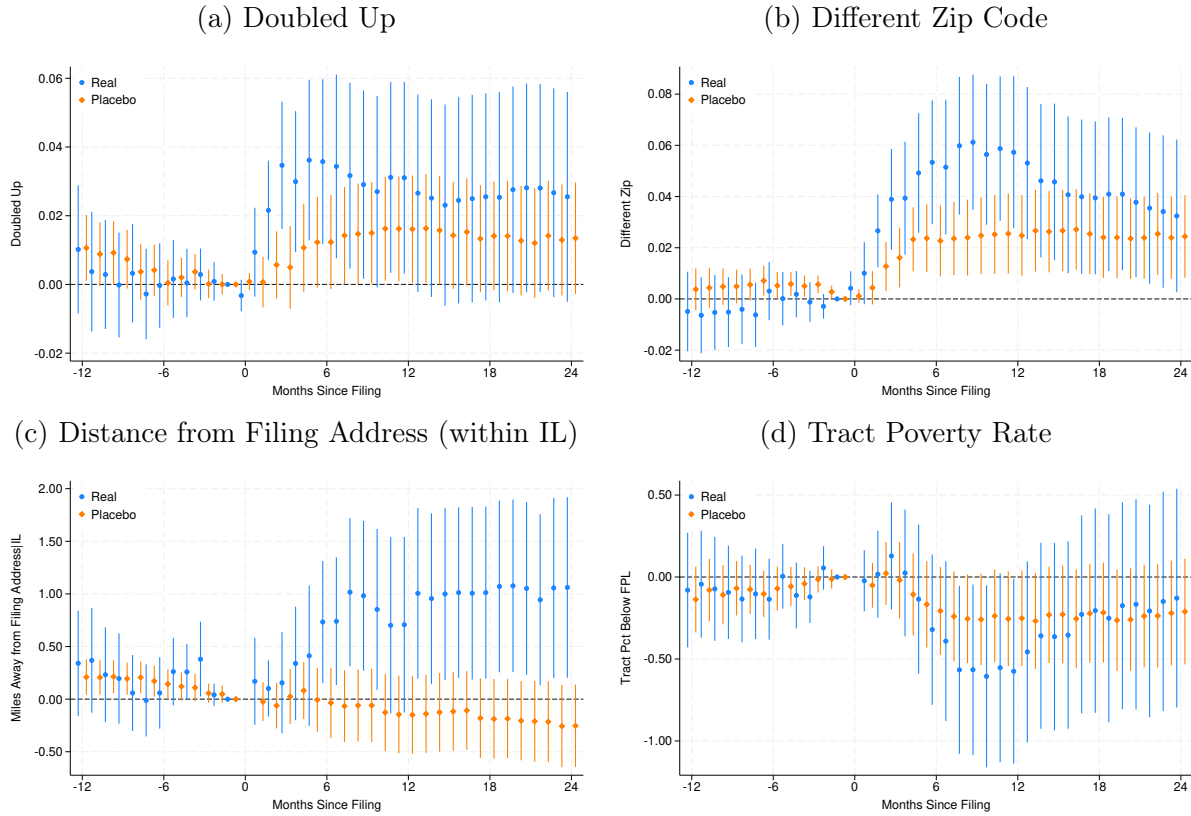 (a) Doubled Up
Real
Placebo
0.06
0.04
0.02
0.00
-0.02
Doubled Up
-12 -6 0 6 12 18 24
Months Since Filing
(b) Different Zip Code
Real
Placebo
0.08
0.06
0.04
0.02
0.00
-0.02
Different Zip
-12 -6 0 6 12 18 24
Months Since Filing
(c) Distance from Filing Address (within IL)
Real
Placebo
2.00
1.50
1.00
0.50
0.00
-0.50
Miles Away from Filing Address|IL
-12 -6 0 6 12 18 24
Months Since Filing
(d) Tract Poverty Rate
Real
Placebo
0.50
0.00
-0.50
-1.00
Tract Pct Below FPL
-12 -6 0 6 12 18 24
Months Since Filing